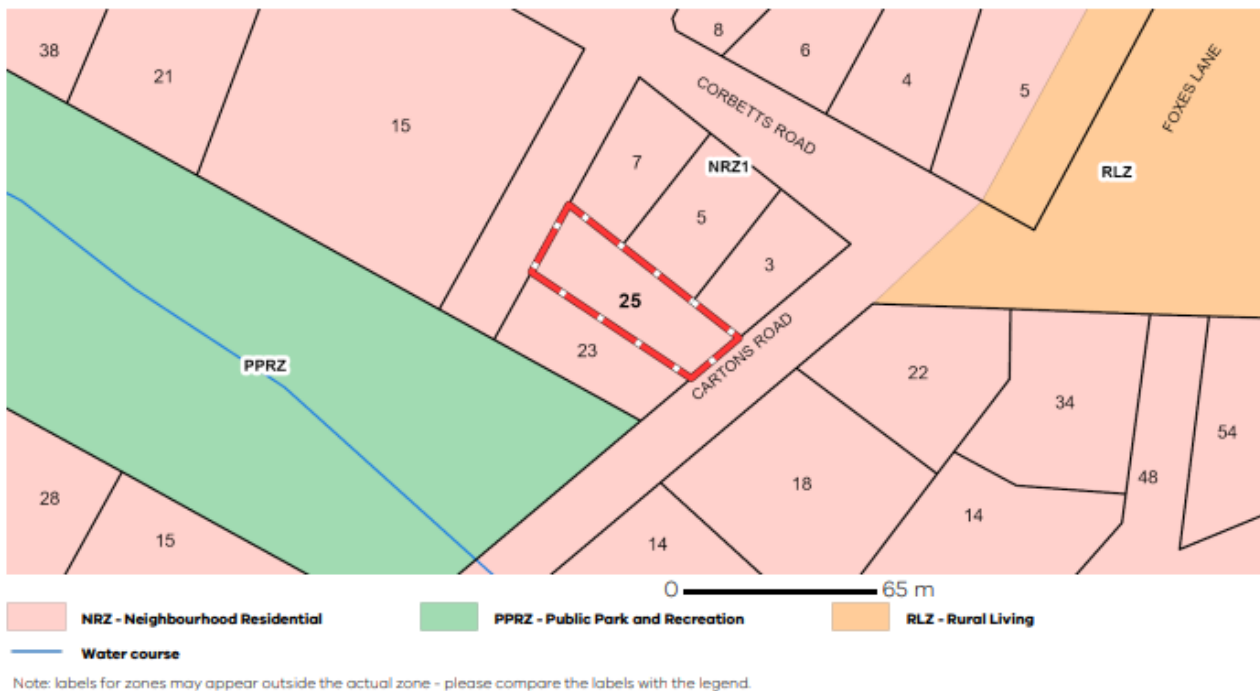 8
38
6
21
4
5
FOXES LANE
15
CORBETTS ROAD
7
NRZ1
RLZ
5
3
25
23
CARTONS ROAD
PPRZ
22
34
54
18
48
28
14
15
14
0 65 m
NRZ - Neighbourhood Residential PPRZ - Public Park and Recreation RLZ - Rural Living
Water course
Note: labels for zones may appear outside the actual zone - please compare the labels with the legend.